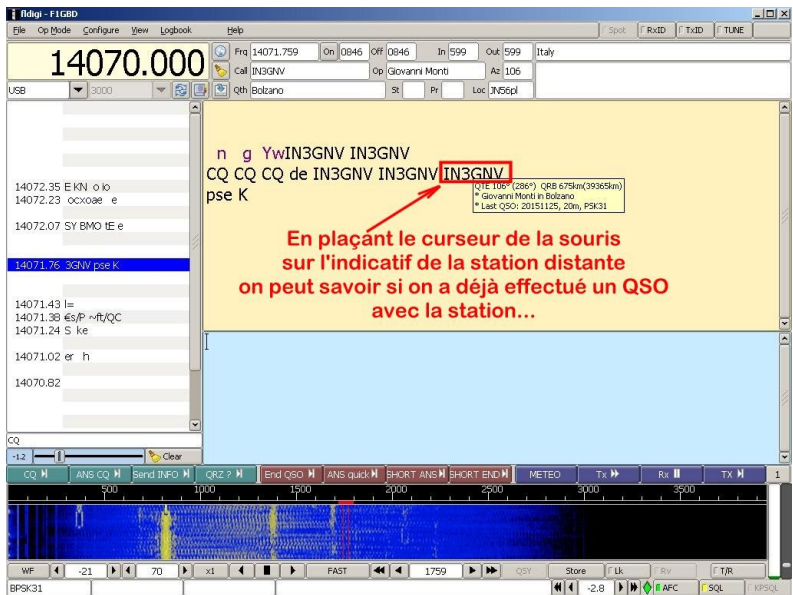 fldigi - F1GBD
File Op Mode Configure View Logbook Help Spot RxID TxID TUNE
14070.000
Frq 14071.759 On 0846 Off 0846 In 599 Out 599 Italy
Call IN3GNV Op Giovanni Monti Az 106
USB 3000 Qth Bolzano St Pr Loc JN56pl
n g YwIN3GNV IN3GNV
CQ CQ CQ de IN3GNV IN3GNV IN3GNV
pse K
QTE 106° (286°) QRB 675km(39365km)
* Giovanni Monti in Bolzano
* Last QSO: 20151125, 20m, PSK31
En plaçant le curseur de la souris
sur l'indicatif de la station distante
on peut savoir si on a déjà effectué un QSO
avec la station...
14072.35 E KN o io
14072.23 ocxoae e
14072.07 SY BMO tE e
14071.76 3GNV pse K
14071.43 l=
14071.38 €s/P ~ft/QC
14071.24 S ke
14071.02 er h
14070.82
CQ
-12 Clear
CQ ANS CQ Send INFO QRZ ? End QSO ANS quick SHORT ANS SHORT END METEO Tx Rx TX 1
500 1000 1500 2000 2500 3000 3500
WF -21 70 x1 FAST 1759 QSY Store Lk Rv T/R
BPSK31 -2.8 AFC SQL KPSQL